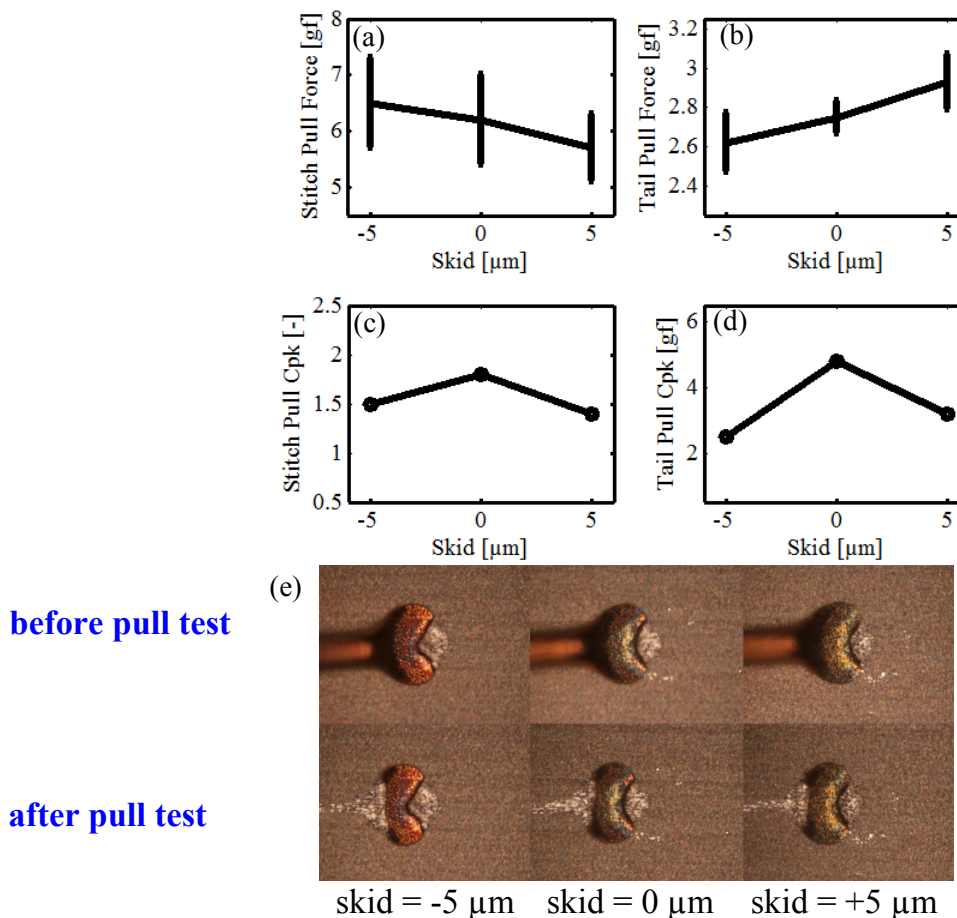 (a)
Stitch Pull Force [gf]
8
7
6
5
-5
0
5
Skid [µm]
(b)
Tail Pull Force [gf]
3.2
3
2.8
2.6
2.4
-5
0
5
Skid [µm]
(c)
Stitch Pull Cpk [-]
2.5
2
1.5
1
0.5
-5
0
5
Skid [µm]
(d)
Tail Pull Cpk [gf]
6
4
2
-5
0
5
Skid [µm]
(e)
before pull test
after pull test
skid = -5 µm
skid = 0 µm
skid = +5 µm